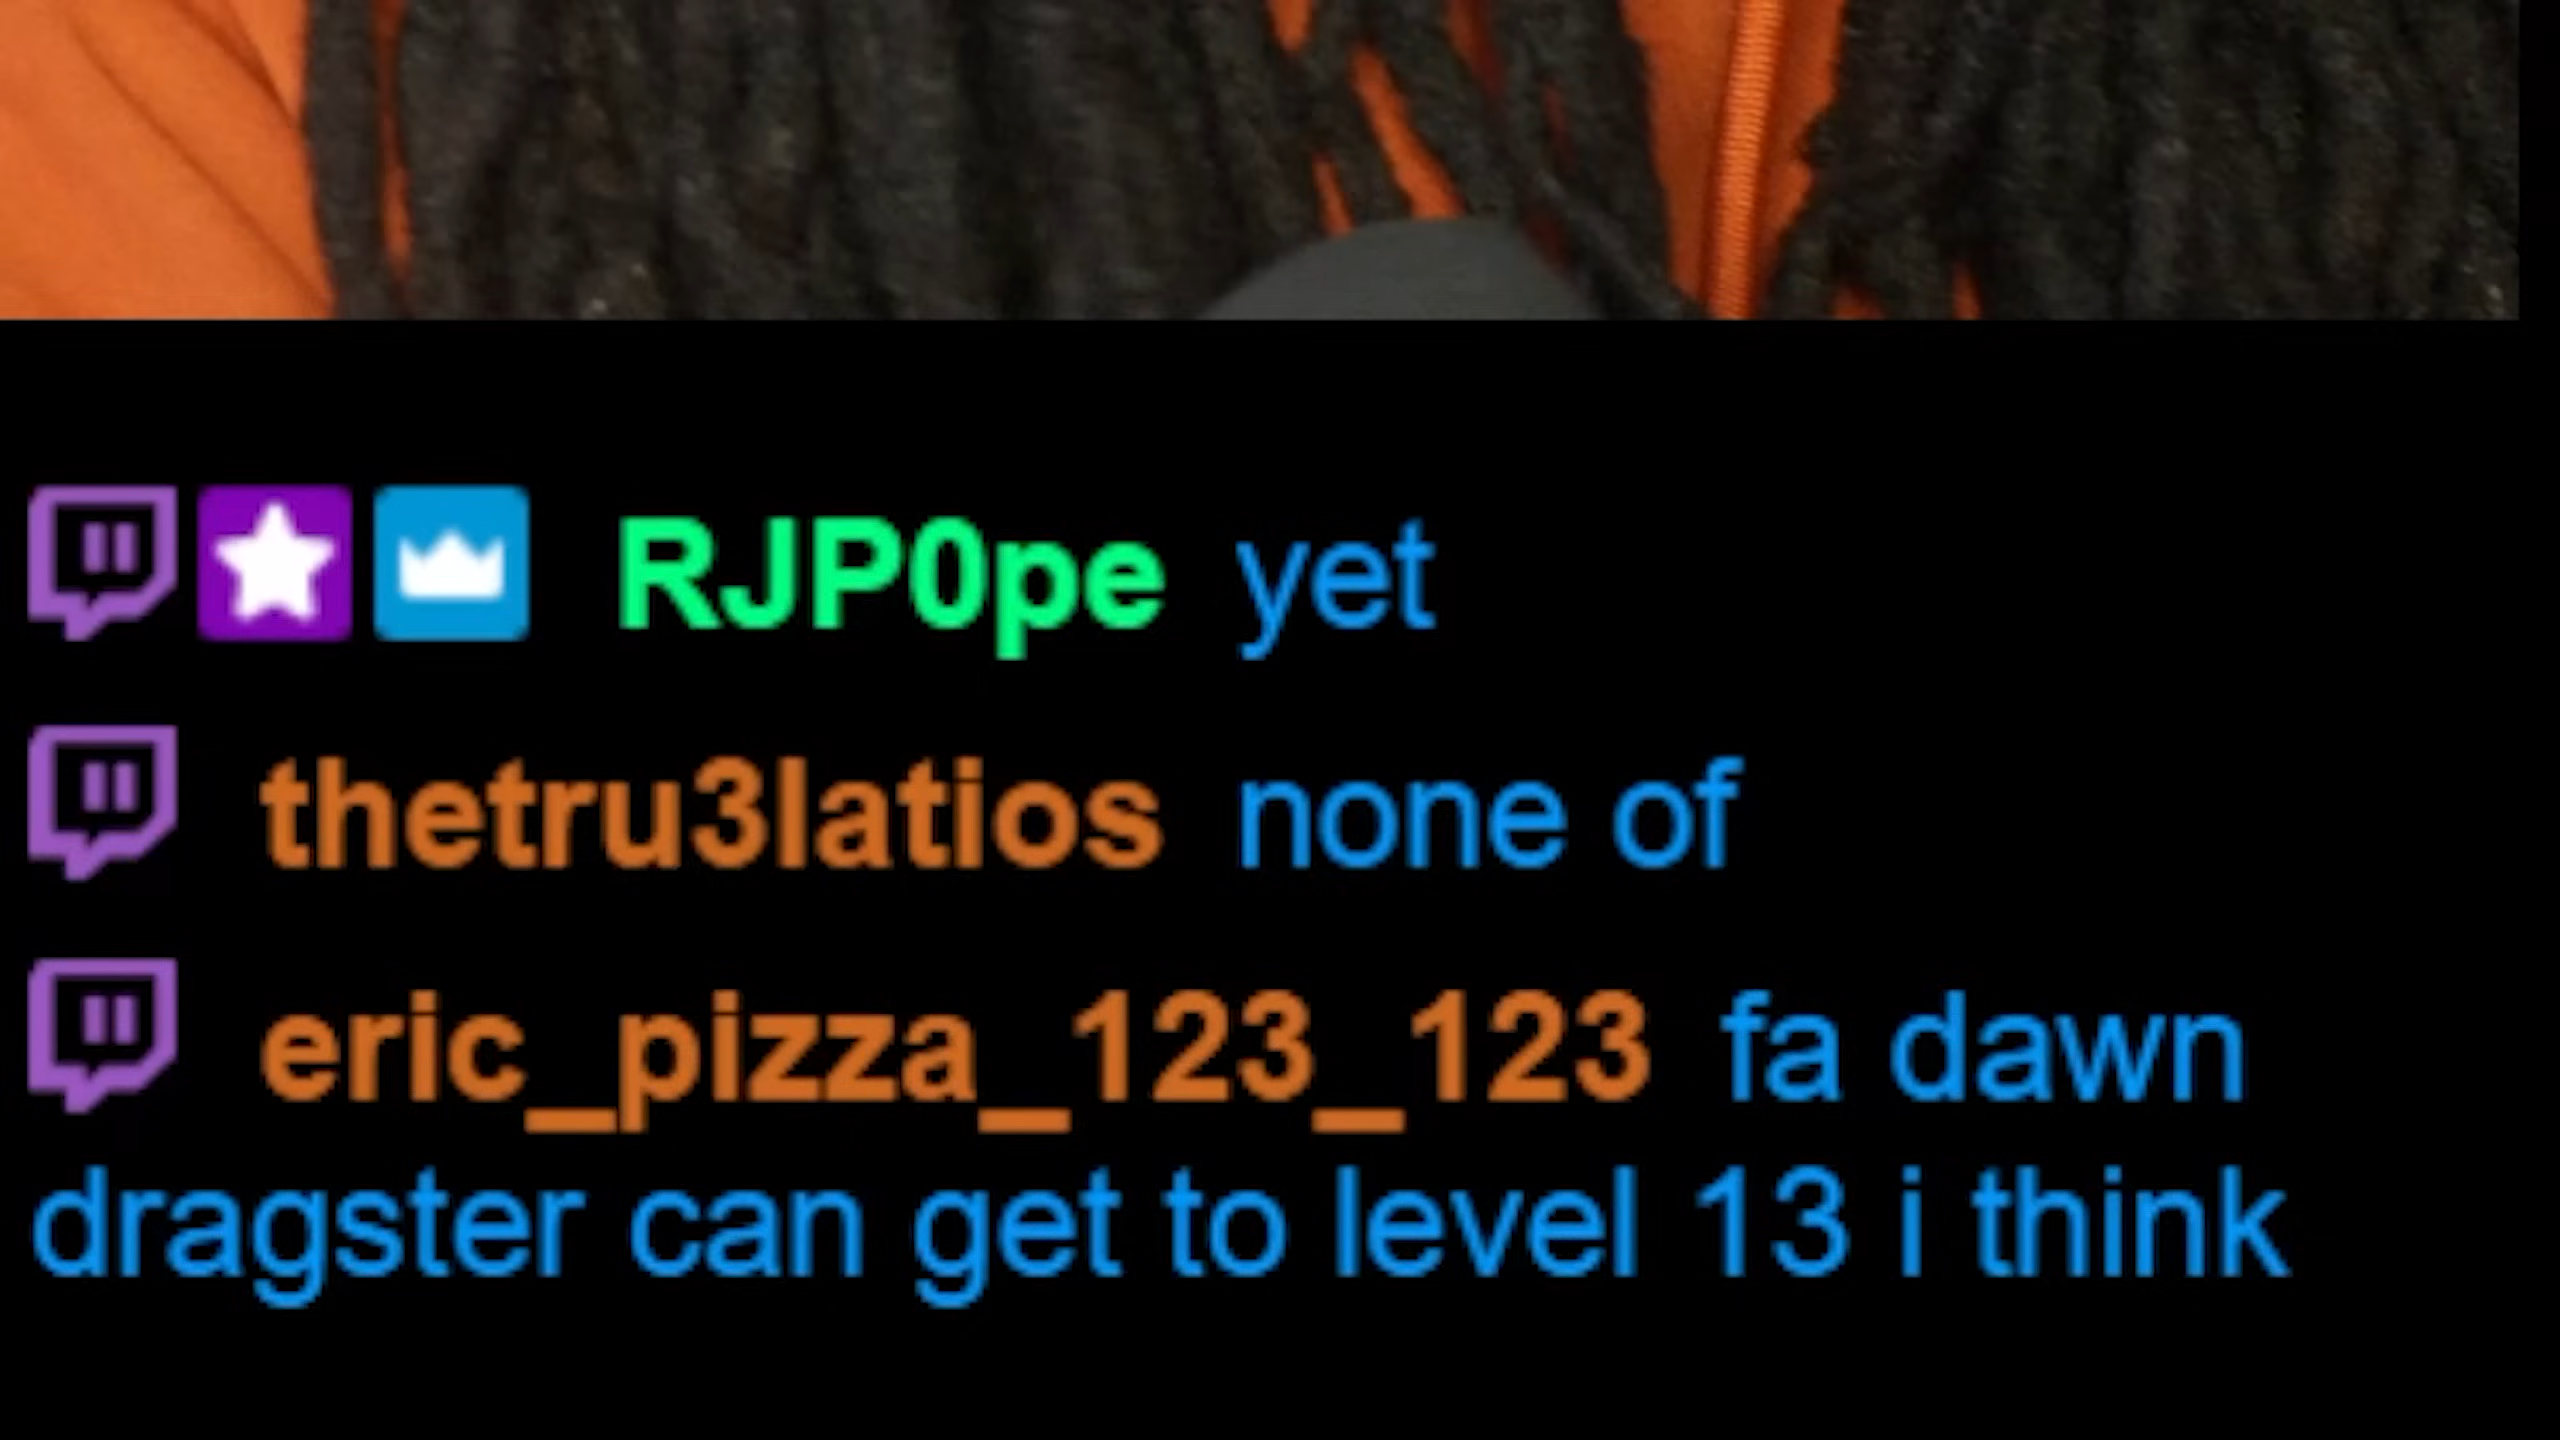 RJP0pe yet
thetru3latios none of
eric_pizza_123_123 fa dawn
dragster can get to level 13 i think